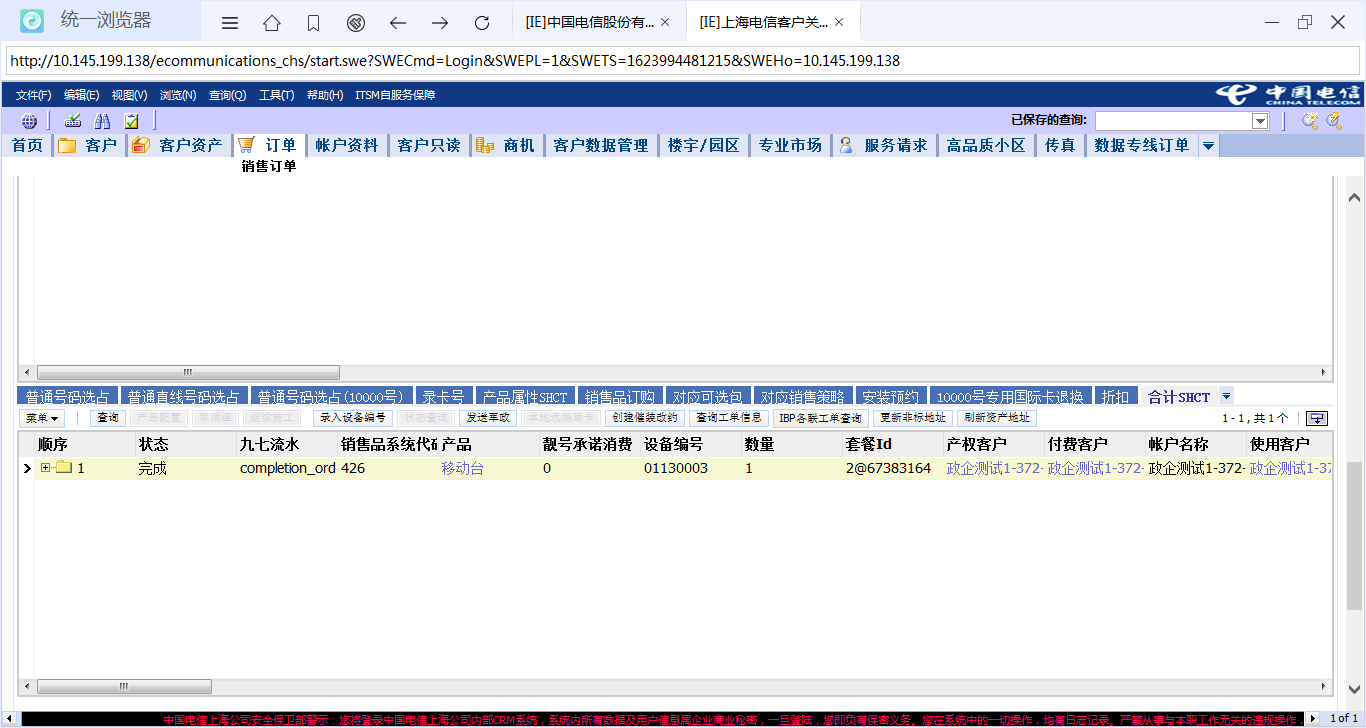 统一浏览器
[[IE]中国电信股份有...
[[IE]上海电信客户关...
http://10.145.199.138/ecommunications_chs/start.swe?SWECmd=Login&SWEPL=1&SWETS=1623994481215&SWEHo=10.145.199.138
文件(F) 编辑(E) 视图(V) 浏览(N) 查询(Q) 工具(T) 帮助(H) ITSM自服务保障
中国电信
CHINA TELECOM
已保存的查询:
首页 客户 客户资产 订单 帐户资料 客户只读 商机 客户数据管理 楼宇/园区 专业市场 服务请求 高品质小区 传真 数据专线订单
销售订单
普通号码选占 普通直线号码选占 普通号码选占(10000号) 录卡号 产品属性SHCT 销售品订购 对应可选包 对应销售策略 安装预约 10000号专用国际卡退换 折扣 合计SHCT
菜单 查询 产品配置 取消组 继续施工 录入设备编号 状态查询 发送军政 创建催装改约 查询工单信息 IBP各联工单查询 更新非标地址 刷新资产地址 1-1,共1个
顺序 状态 九七流水 销售品系统代 产品 靓号承诺消费 设备编号 数量 套餐Id 产权客户 付费客户 帐户名称 使用客户
1 完成 completion_ord 426 移动台 0 01130003 1 2@67383164 政企测试1-372- 政企测试1-372- 政企测试1-372- 政企测试1-37
中国电信上海公司安全保卫部警示：您将登录中国电信上海公司内部CRM系统，系统内所有数据及用户信息属企业商业秘密，一旦登陆，您即负有保密义务。您在系统中的一切操作，均有日志记录。严禁从事与本职工作无关的违规操作
1 of 1